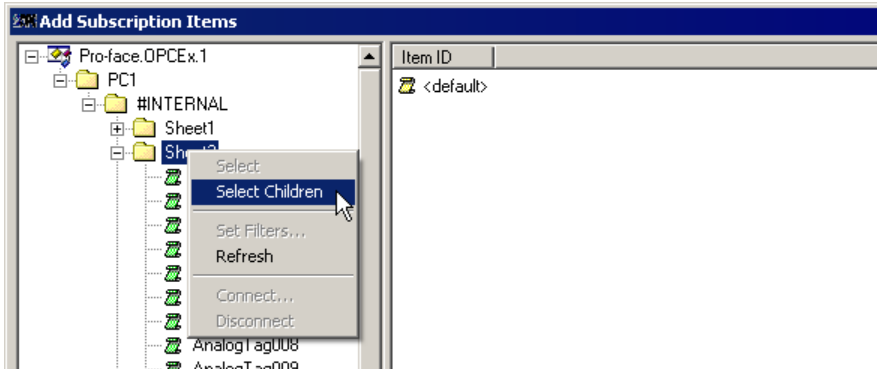 Add Subscription Items
Pro-face.OPCEx.1
PC1
#INTERNAL
Sheet1
Select
Select Children
Set Filters...
Refresh
Connect...
Disconnect
AnalogTag008
AnalogTag009
Item ID
<default>